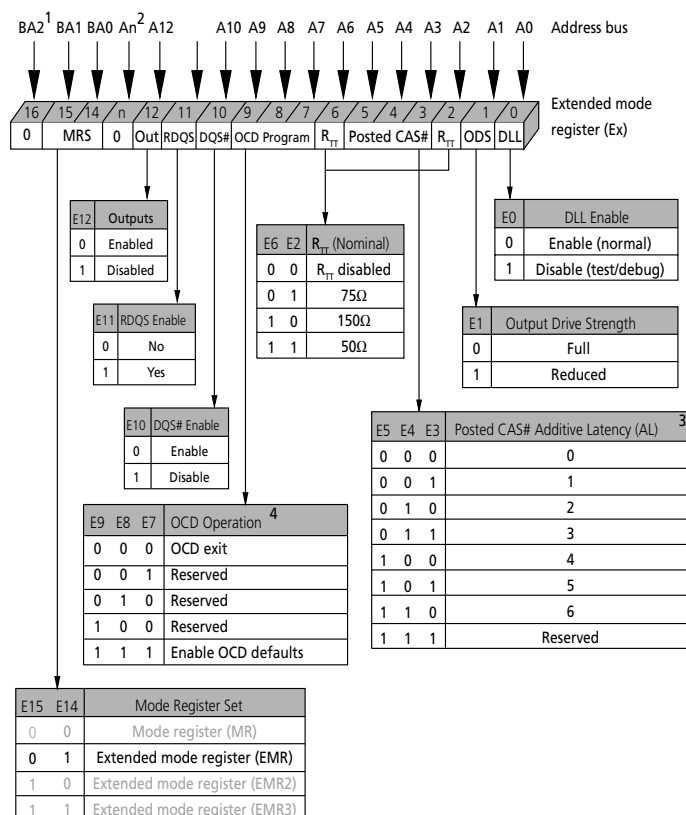 BA2¹ BA1 BA0 An² A12 A10 A9 A8 A7 A6 A5 A4 A3 A2 A1 A0 Address bus
16 15 14 n 12 11 10 9 8 7 6 5 4 3 2 1 0
Extended mode
register (Ex)
0 MRS 0 Out RDQS DQS# OCD Program RTT Posted CAS# RTT ODS DLL
E12 Outputs
0 Enabled
1 Disabled
E0 DLL Enable
0 Enable (normal)
1 Disable (test/debug)
E6 E2 RTT (Nominal)
0 0 RTT disabled
0 1 75Ω
1 0 150Ω
1 1 50Ω
E11 RDQS Enable
0 No
1 Yes
E1 Output Drive Strength
0 Full
1 Reduced
E10 DQS# Enable
0 Enable
1 Disable
E5 E4 E3 Posted CAS# Additive Latency (AL) 3
0 0 0 0
0 0 1 1
0 1 0 2
0 1 1 3
1 0 0 4
1 0 1 5
1 1 0 6
1 1 1 Reserved
E9 E8 E7 OCD Operation 4
0 0 0 OCD exit
0 0 1 Reserved
0 1 0 Reserved
1 0 0 Reserved
1 1 1 Enable OCD defaults
E15 E14 Mode Register Set
0 0 Mode register (MR)
0 1 Extended mode register (EMR)
1 0 Extended mode register (EMR2)
1 1 Extended mode register (EMR3)